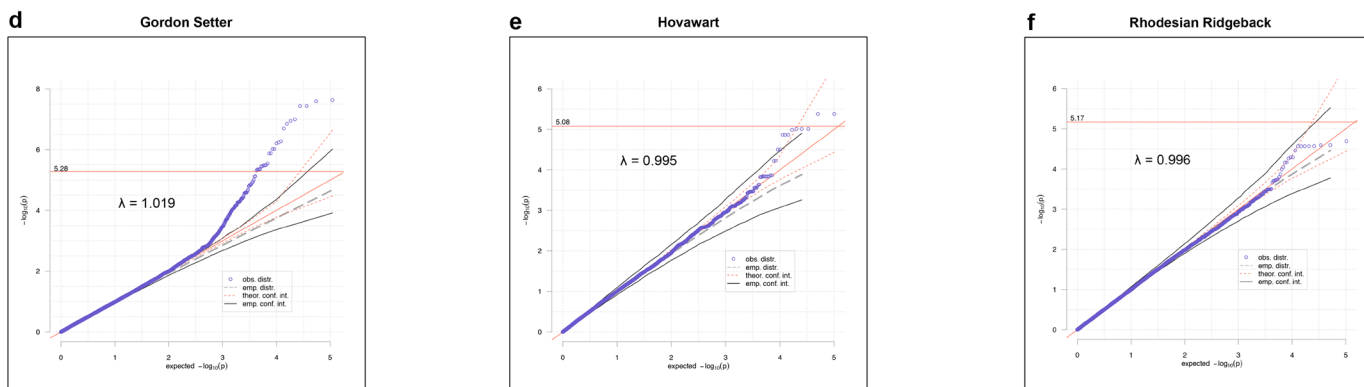 d
Gordon Setter
8
6
5.28
4
2
0
λ = 1.019
-log10(p)
obs. distr.
emp. distr.
theor. conf. int.
emp. conf. int.
0 1 2 3 4 5
expected -log10(p)
e
Hovawart
6
5.08
5
4
3
2
1
0
λ = 0.995
-log10(p)
obs. distr.
emp. distr.
theor. conf. int.
emp. conf. int.
0 1 2 3 4 5
expected -log10(p)
f
Rhodesian Ridgeback
6
5.17
5
4
3
2
1
0
λ = 0.996
-log10(p)
obs. distr.
emp. distr.
theor. conf. int.
emp. conf. int.
0 1 2 3 4 5
expected -log10(p)